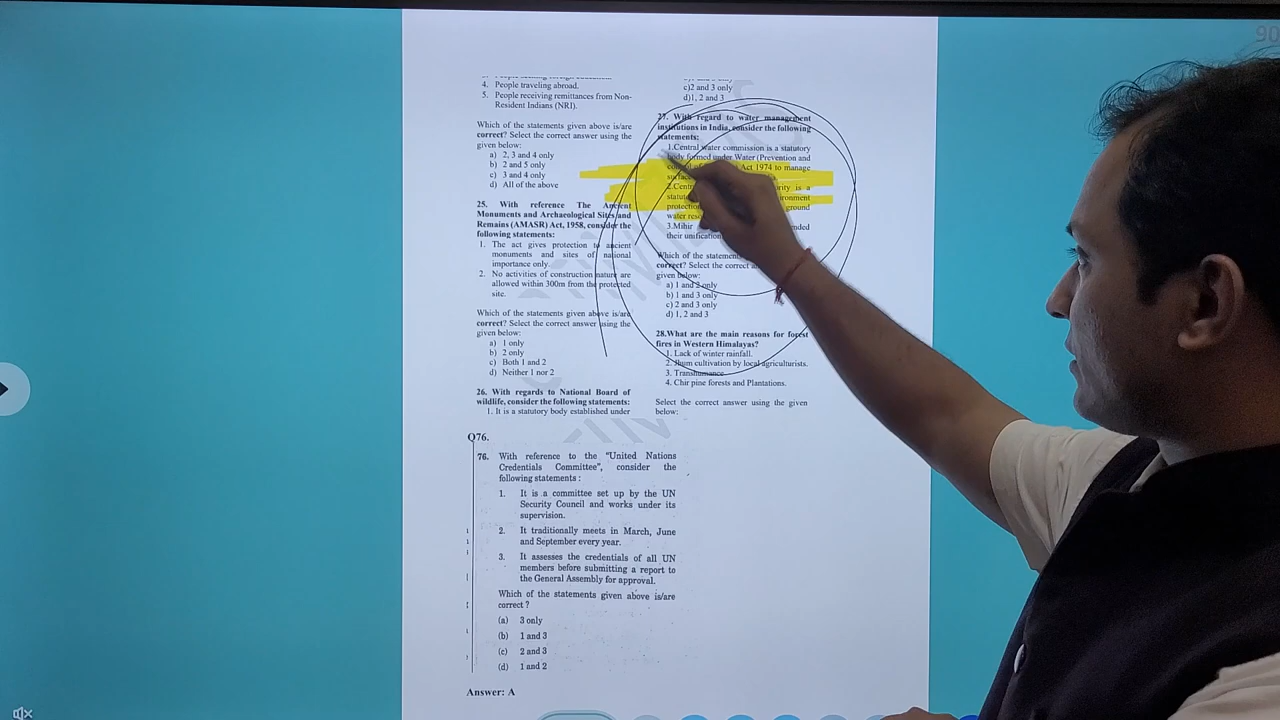 4. People traveling abroad.
5. People receiving remittances from Non-
Resident Indians (NRI).
Which of the statements given above is/are
correct? Select the correct answer using the
given below:
a) 2, 3 and 4 only
b) 2 and 5 only
c) 3 and 4 only
d) All of the above
25. With reference The Ancient
Monuments and Archaeological Sites and
Remains (AMASR) Act, 1958, consider the
following statements:
1. The act gives protection to ancient
monuments and sites of national
importance only.
2. No activities of construction nature are
allowed within 300m from the protected
site.
Which of the statements given above is/are
correct? Select the correct answer using the
given below:
a) 1 only
b) 2 only
c) Both 1 and 2
d) Neither 1 nor 2
26. With regards to National Board of
wildlife, consider the following statements:
1. It is a statutory body established under
c)2 and 3 only
d)1, 2 and 3
27. With regard to water management
institutions in India, consider the following
statements:
1.Central water commission is a statutory
body formed under Water (Prevention and
Act 1974 to manage
is a
ground
3.Mihir
their unification
Which of the
correct? Select the correct
given below:
a) 1 and 2 only
b) 1 and 3 only
c) 2 and 3 only
d) 1, 2 and 3
28.What are the main reasons for forest
fires in Western Himalayas?
1. Lack of winter rainfall.
2. Jhum cultivation by local agriculturists.
3. Transhumance
4. Chir pine forests and Plantations.
Select the correct answer using the given
below:
Q76.
76. With reference to the "United Nations
Credentials Committee", consider the
following statements :
1. It is a committee set up by the UN
Security Council and works under its
supervision.
2. It traditionally meets in March, June
and September every year.
3. It assesses the credentials of all UN
members before submitting a report to
the General Assembly for approval.
Which of the statements given above is/are
correct ?
(a) 3 only
(b) 1 and 3
(c) 2 and 3
(d) 1 and 2
Answer: A
90